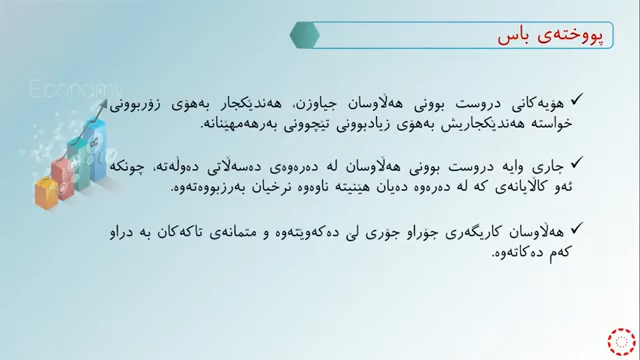 پووختەی باس
Economy
هۆیەکانی دروست بوونی هەڵاوسان جیاوزن، هەندێکجار بەهۆی زۆربوونی
خواستە هەندێکجاریش بەهۆی زیادبوونی تێچوونی بەرهەمهێنانە.
جاری وایە دروست بوونی هەڵاوسان لە دەرەوەی دەسەڵاتی دەوڵەتە، چونکە
ئەو کاڵایانەی کە لە دەرەوە دەیان هێنیتە ناوەوە نرخیان بەرزبووەتەوە.
هەڵاوسان کاریگەری جۆراو جۆری لێ دەکەوێتەوە و متمانەی تاکەکان بە دراو
کەم دەکاتەوە.